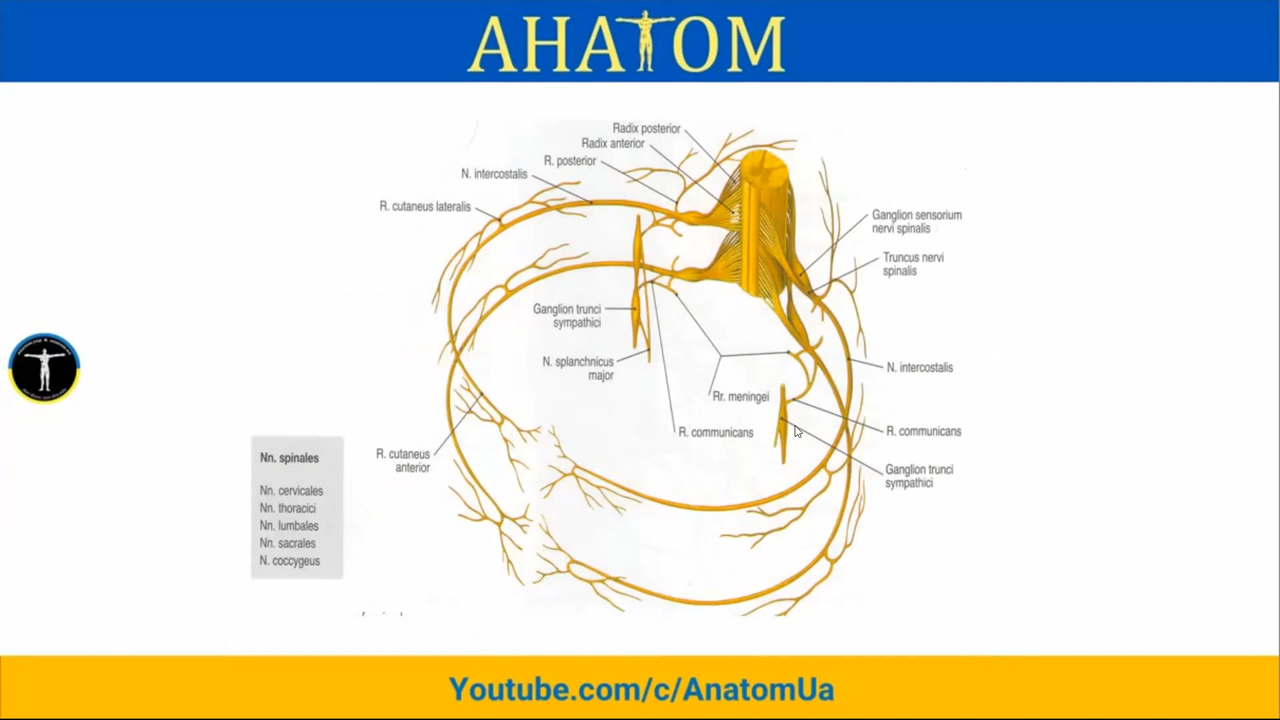 АНАТОМ
Radix posterior
Radix anterior
R. posterior
N. intercostalis
R. cutaneus lateralis
Ganglion sensorium
nervi spinalis
Truncus nervi
spinalis
Ganglion trunci
sympathici
N. splanchnicus
major
N. intercostalis
Rr. meningei
R. communicans
R. communicans
R. cutaneus
anterior
Ganglion trunci
sympathici
Nn. spinales
Nn. cervicales
Nn. thoracici
Nn. lumbales
Nn. sacrales
N. coccygeus
Youtube.com/c/AnatomUa